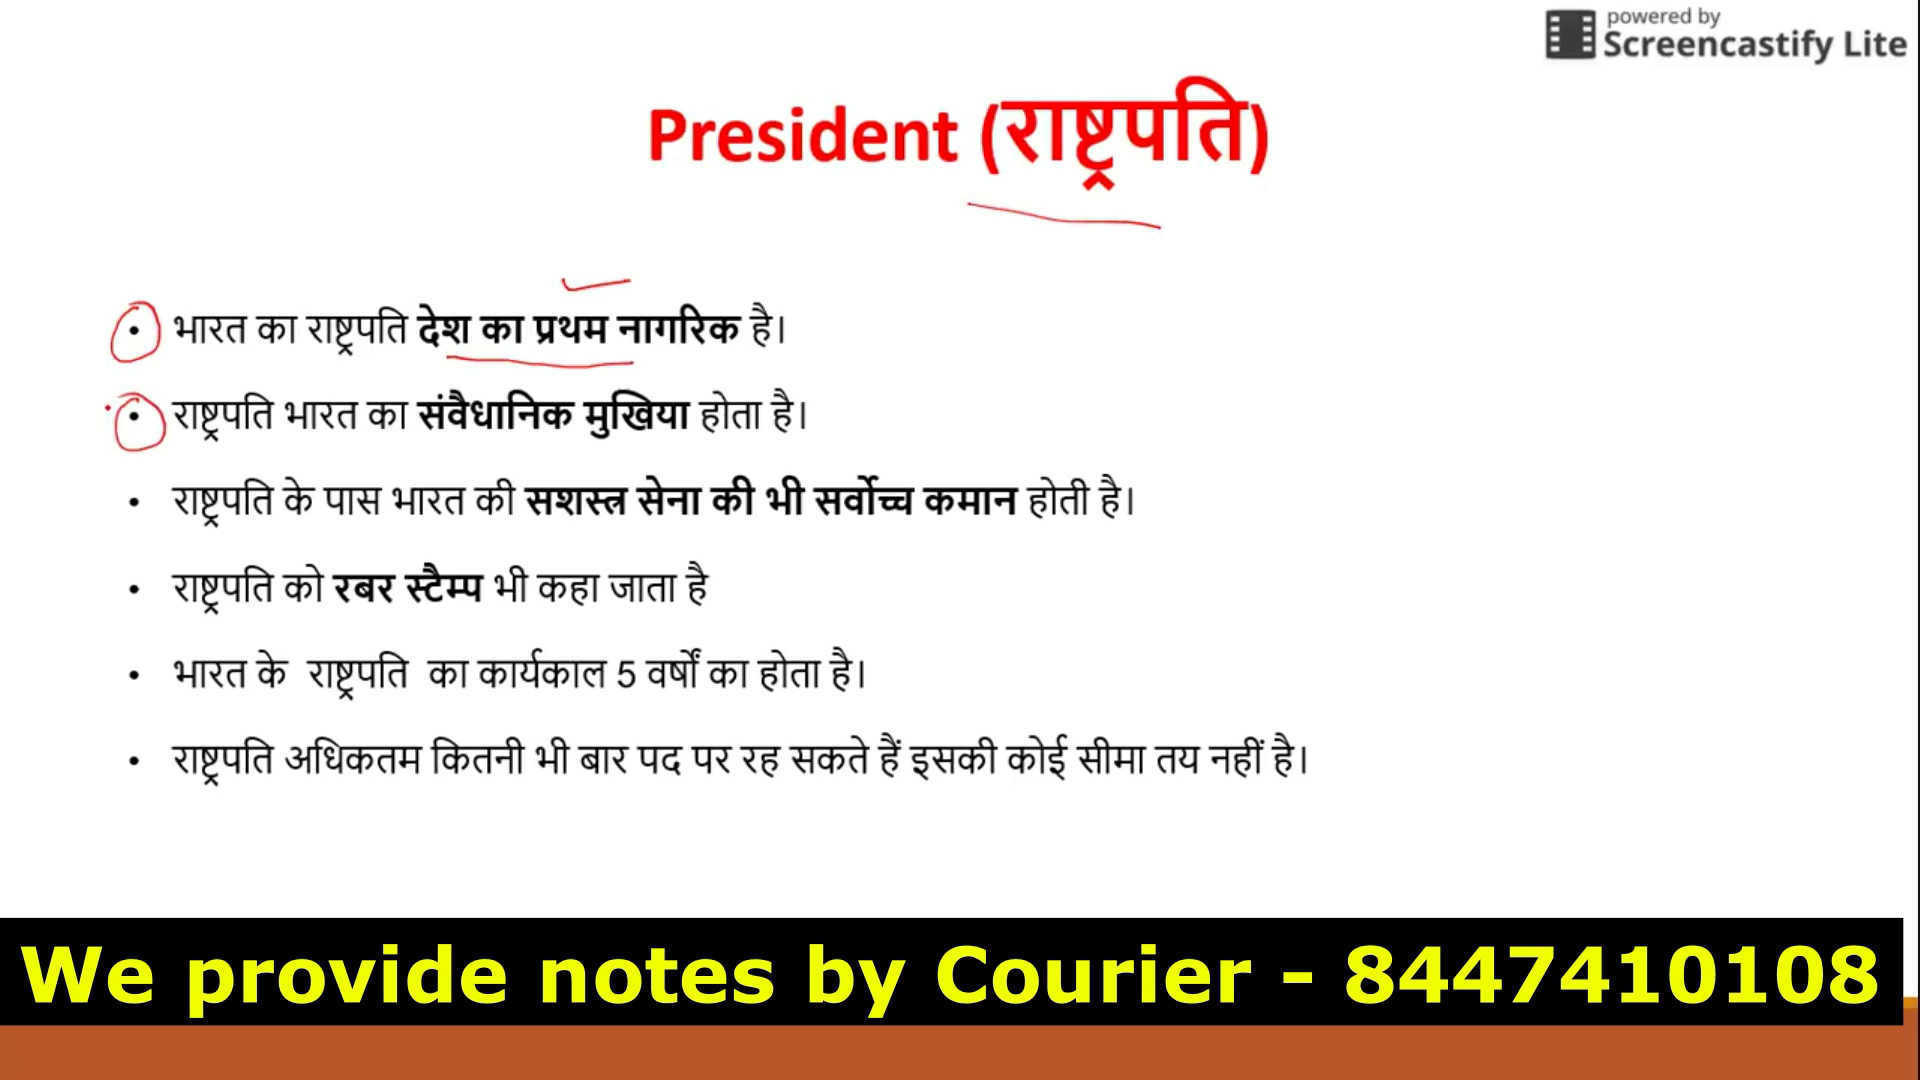 powered by
Screencastify Lite
President (राष्ट्रपति)
• भारत का राष्ट्रपति देश का प्रथम नागरिक है।
• राष्ट्रपति भारत का संवैधानिक मुखिया होता है।
• राष्ट्रपति के पास भारत की सशस्त्र सेना की भी सर्वोच्च कमान होती है।
• राष्ट्रपति को रबर स्टैम्प भी कहा जाता है
• भारत के राष्ट्रपति का कार्यकाल 5 वर्षों का होता है।
• राष्ट्रपति अधिकतम कितनी भी बार पद पर रह सकते हैं इसकी कोई सीमा तय नहीं है।
We provide notes by Courier - 8447410108